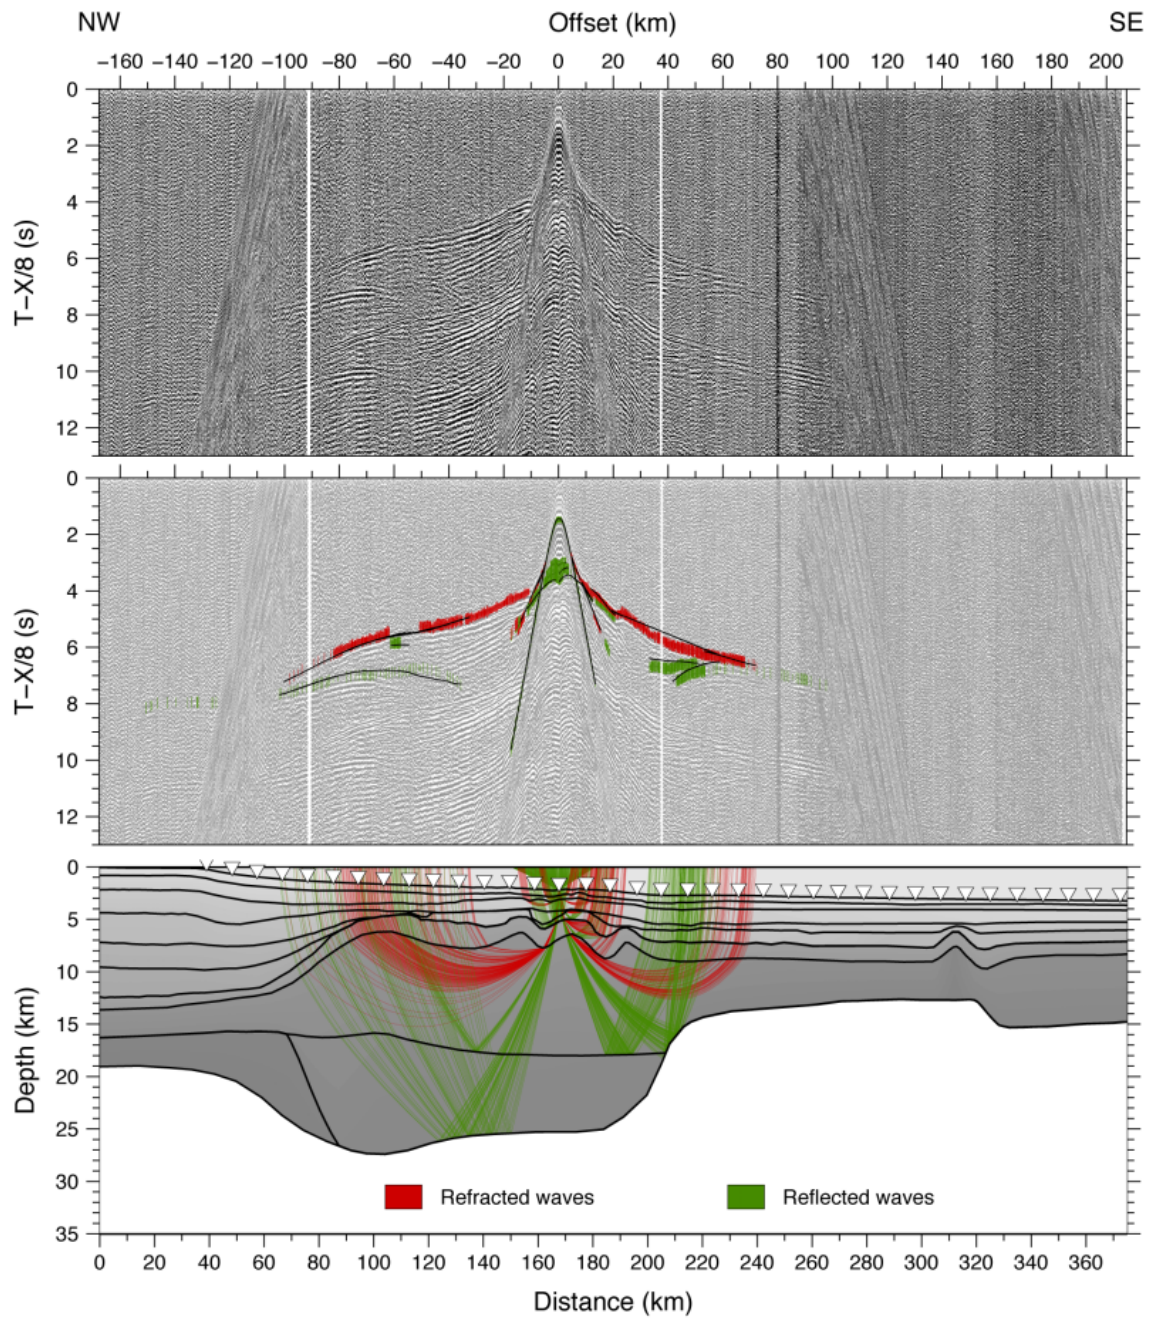 NW Offset (km) SE
−160 −140 −120 −100 −80 −60 −40 −20 0 20 40 60 80 100 120 140 160 180 200
0
2
4
6
8
10
12
T−X/8 (s)
0
2
4
6
8
10
12
T−X/8 (s)
0
5
10
15
20
25
30
35
Depth (km)
Refracted waves Reflected waves
0 20 40 60 80 100 120 140 160 180 200 220 240 260 280 300 320 340 360
Distance (km)